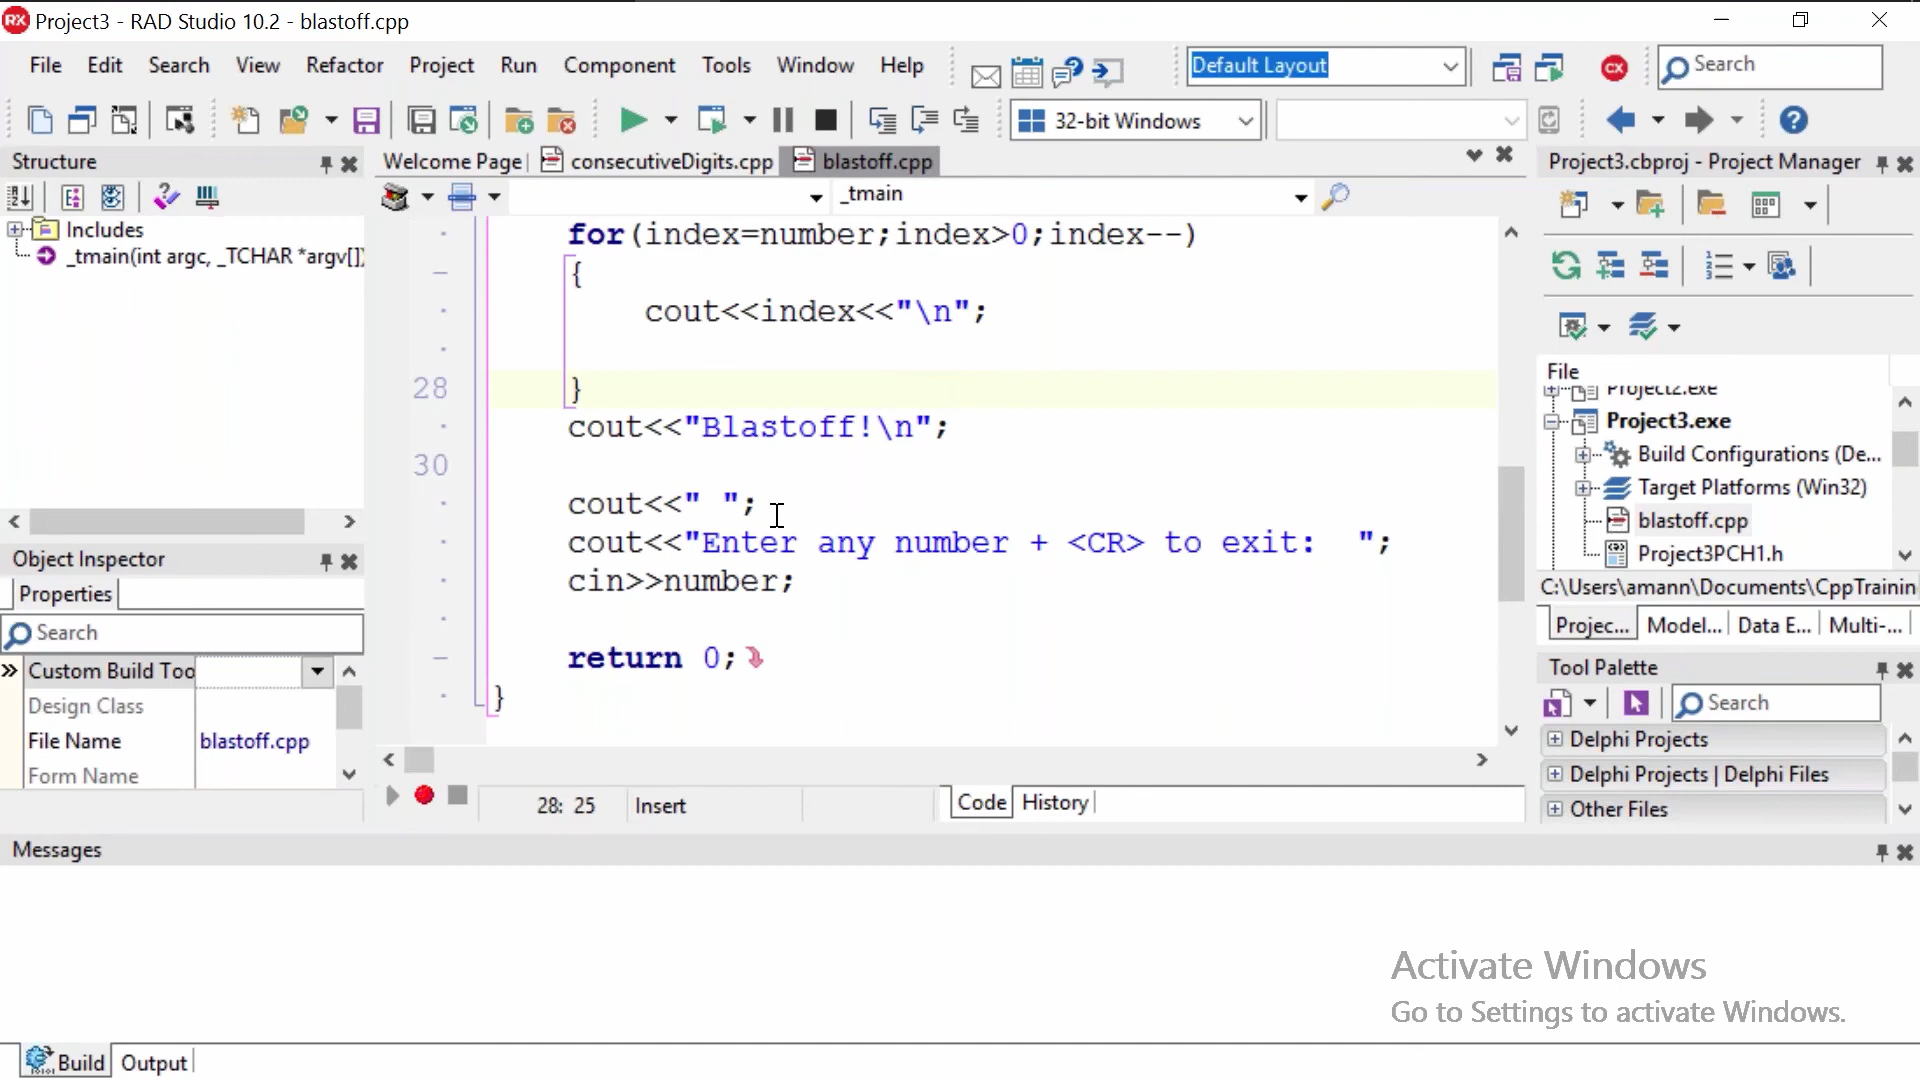 Project3 - RAD Studio 10.2 - blastoff.cpp
File Edit Search View Refactor Project Run Component Tools Window Help
Default Layout
CX
Search
32-bit Windows
Structure
Welcome Page
consecutiveDigits.cpp
blastoff.cpp
Project3.cbproj - Project Manager
_tmain
Includes
_tmain(int argc, _TCHAR *argv[])
for(index=number;index>0;index--)
{
cout<<index<<"\n";
28 }
cout<<"Blastoff!\n";
30
cout<<" ";
cout<<"Enter any number + <CR> to exit:  ";
cin>>number;
return 0;
}
File
Project2.exe
Project3.exe
Build Configurations (De...
Target Platforms (Win32)
blastoff.cpp
Project3PCH1.h
C:\Users\amann\Documents\CppTrainin
Projec... Model... Data E... Multi-...
Object Inspector
Properties
Search
Custom Build Too
Design Class
File Name blastoff.cpp
Form Name
Tool Palette
Search
Delphi Projects
Delphi Projects | Delphi Files
Other Files
28: 25 Insert
Code History
Messages
Activate Windows
Go to Settings to activate Windows.
Build Output